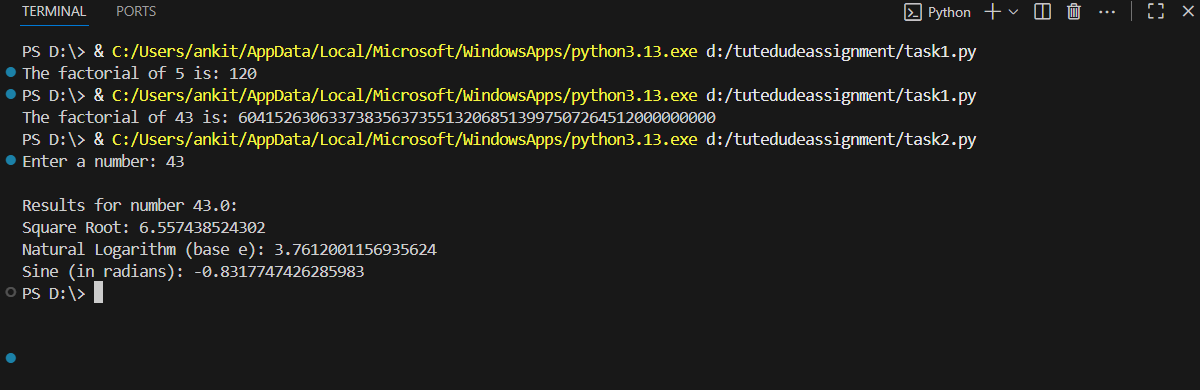 TERMINAL PORTS Python
PS D:\> & C:/Users/ankit/AppData/Local/Microsoft/WindowsApps/python3.13.exe d:/tutedudeassignment/task1.py
The factorial of 5 is: 120
PS D:\> & C:/Users/ankit/AppData/Local/Microsoft/WindowsApps/python3.13.exe d:/tutedudeassignment/task1.py
The factorial of 43 is: 60415263063373835637355132068513997507264512000000000
PS D:\> & C:/Users/ankit/AppData/Local/Microsoft/WindowsApps/python3.13.exe d:/tutedudeassignment/task2.py
Enter a number: 43
Results for number 43.0:
Square Root: 6.557438524302
Natural Logarithm (base e): 3.7612001156935624
Sine (in radians): -0.8317747426285983
PS D:\>